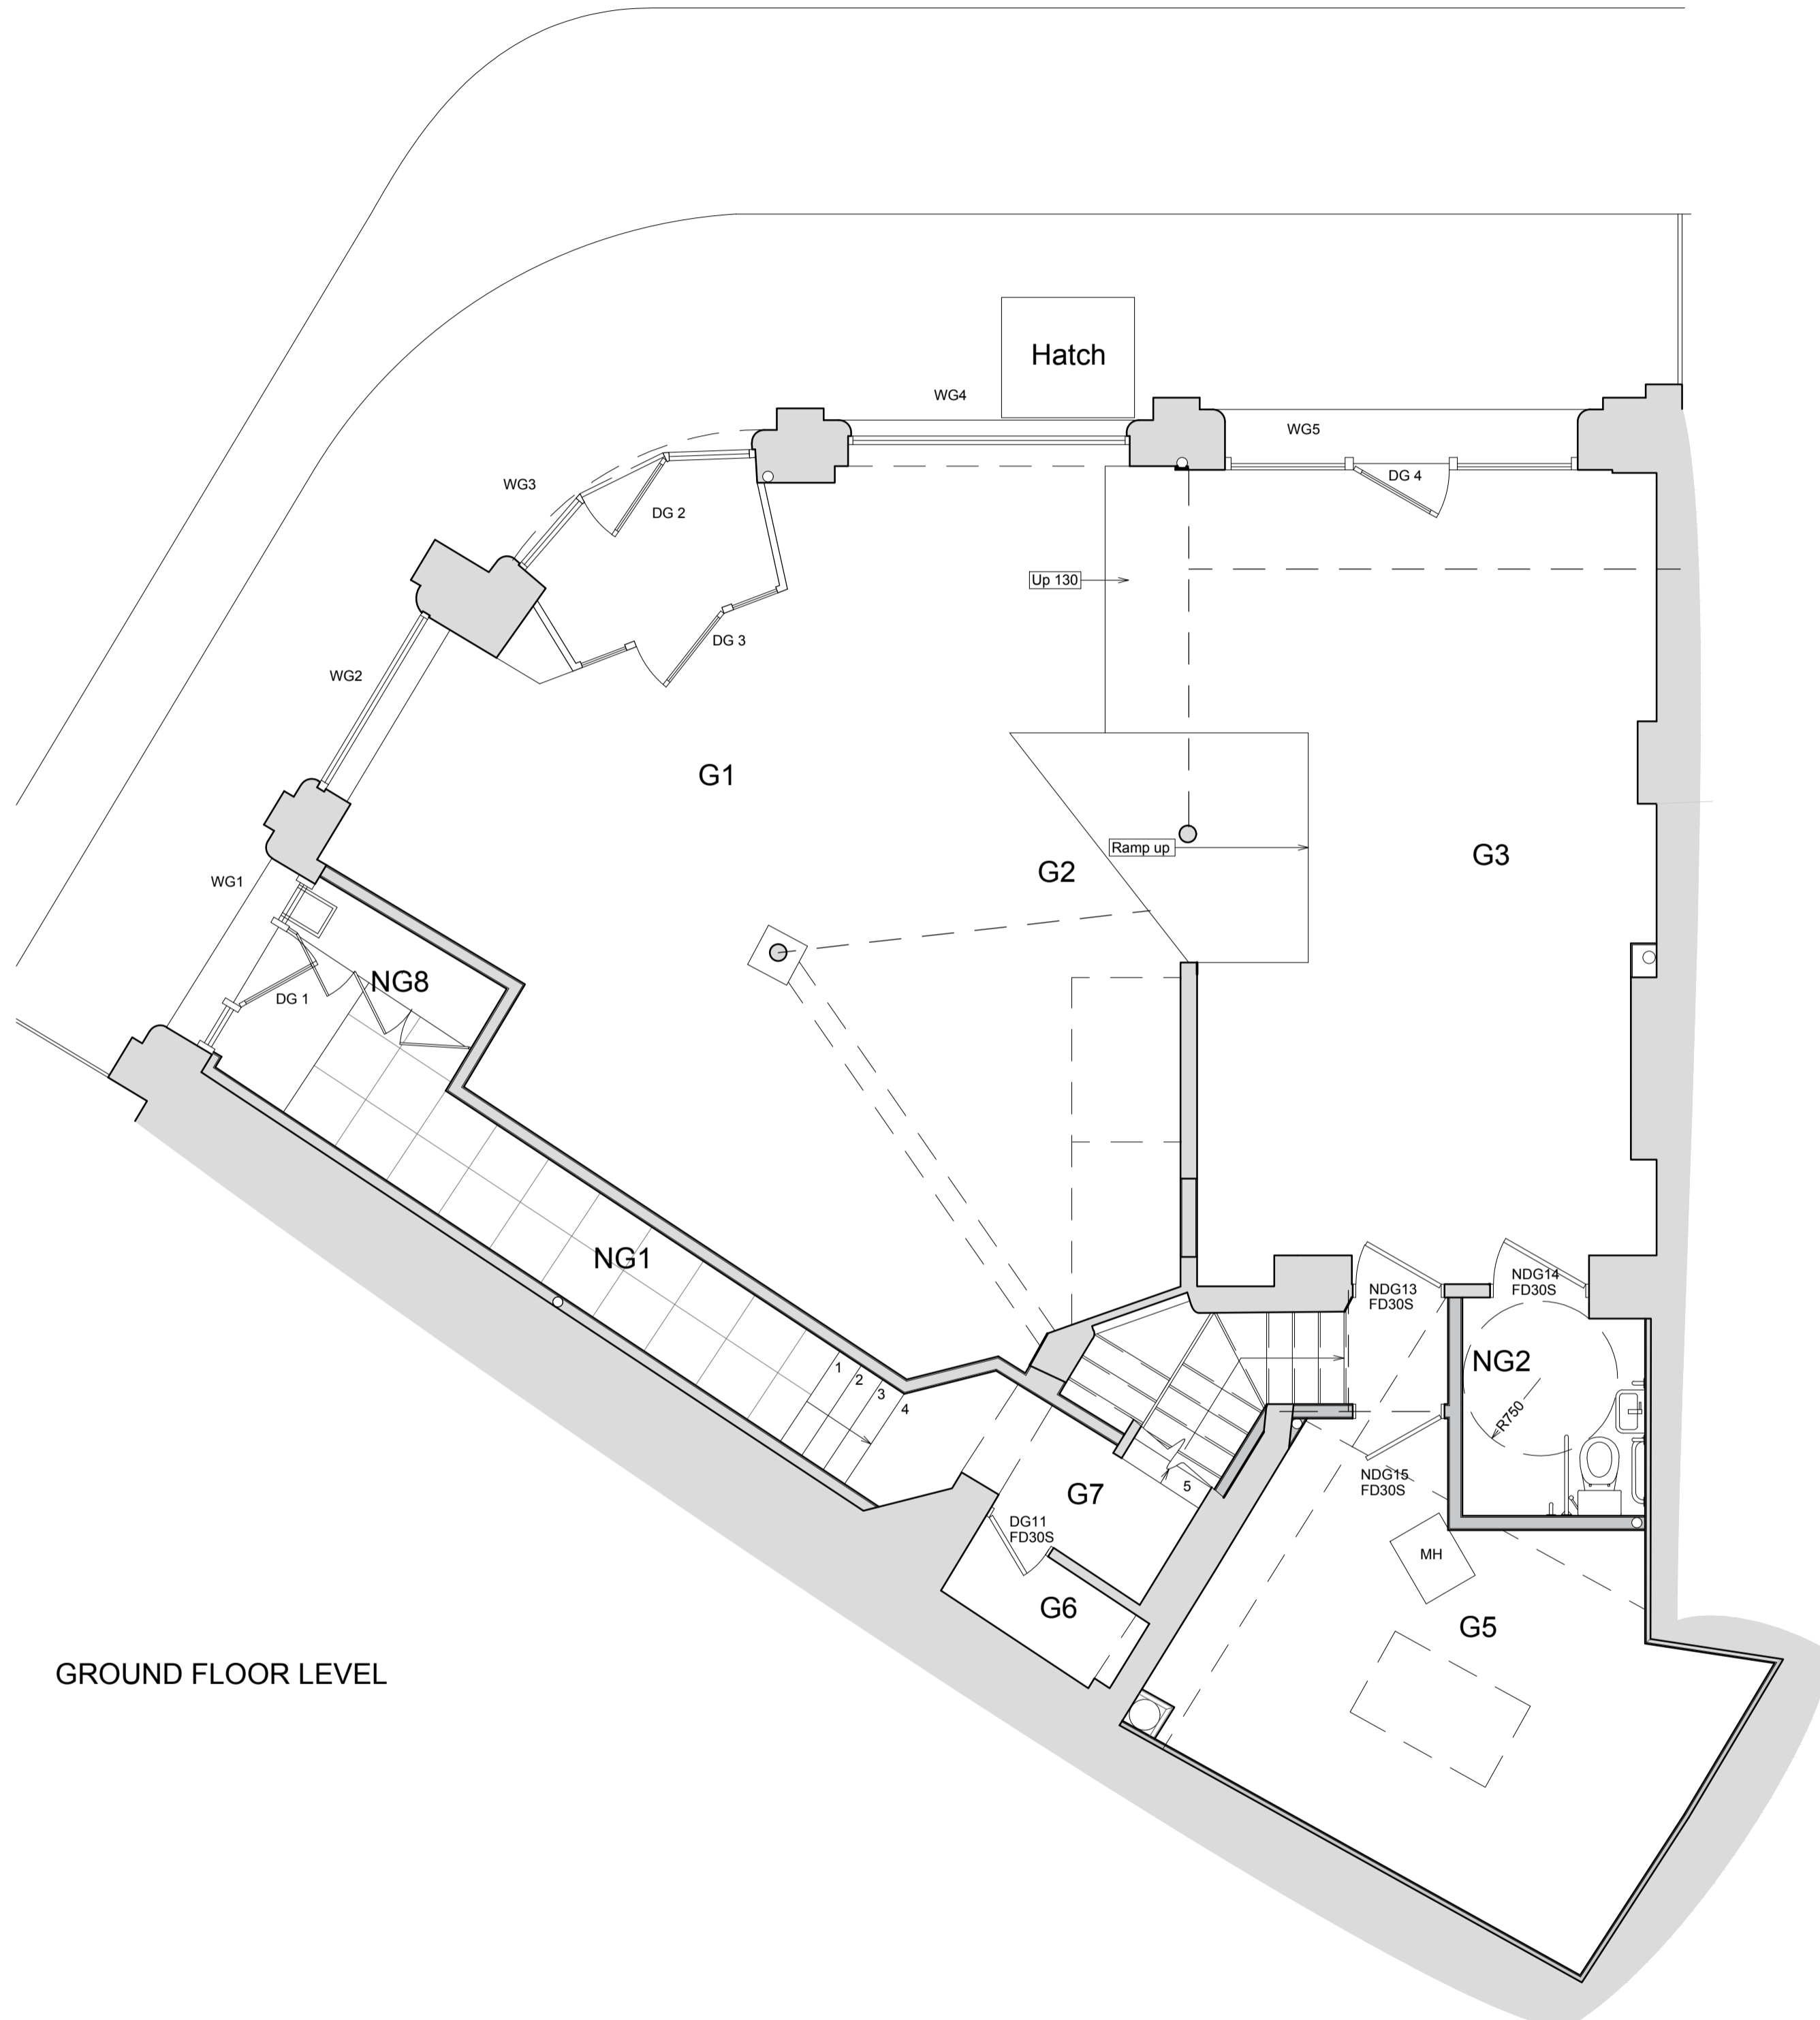 Hatch
WG4
WG5
DG 4
WG3
DG 2
Up 130
DG 3
WG2
G1
Ramp up
G3
G2
WG1
NG8
DG 1
NG1
NDG13
FD30S
NDG14
FD30S
1
2
3
4
NG2
R750
NDG15
FD30S
5
G7
DG11
FD30S
MH
G6
G5
GROUND FLOOR LEVEL